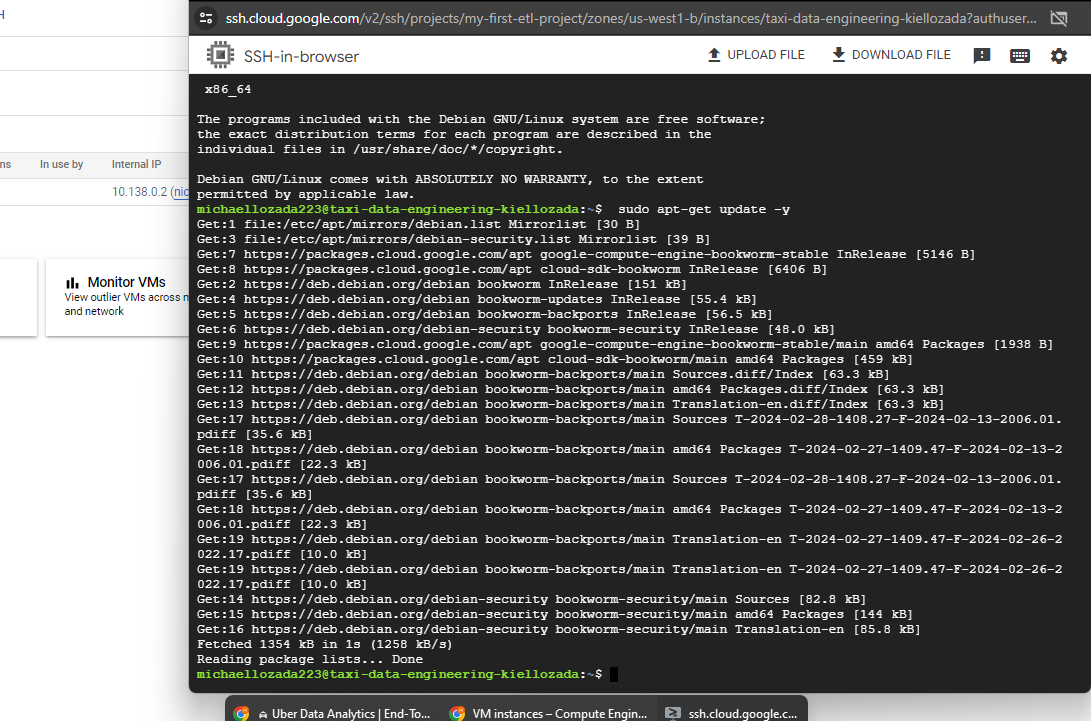 ssh.cloud.google.com/v2/ssh/projects/my-first-etl-project/zones/us-west1-b/instances/taxi-data-engineering-kiellozada?authuser...
SSH-in-browser
UPLOAD FILE
DOWNLOAD FILE
H
ns
In use by
Internal IP
10.138.0.2 (nic
Monitor VMs
View outlier VMs across
and network
x86_64
The programs included with the Debian GNU/Linux system are free software;
the exact distribution terms for each program are described in the
individual files in /usr/share/doc/*/copyright.
Debian GNU/Linux comes with ABSOLUTELY NO WARRANTY, to the extent
permitted by applicable law.
michaellozada223@taxi-data-engineering-kiellozada:~$  sudo apt-get update -y
Get:1 file:/etc/apt/mirrors/debian.list Mirrorlist [30 B]
Get:3 file:/etc/apt/mirrors/debian-security.list Mirrorlist [39 B]
Get:7 https://packages.cloud.google.com/apt google-compute-engine-bookworm-stable InRelease [5146 B]
Get:8 https://packages.cloud.google.com/apt cloud-sdk-bookworm InRelease [6406 B]
Get:2 https://deb.debian.org/debian bookworm InRelease [151 kB]
Get:4 https://deb.debian.org/debian bookworm-updates InRelease [55.4 kB]
Get:5 https://deb.debian.org/debian bookworm-backports InRelease [56.5 kB]
Get:6 https://deb.debian.org/debian-security bookworm-security InRelease [48.0 kB]
Get:9 https://packages.cloud.google.com/apt google-compute-engine-bookworm-stable/main amd64 Packages [1938 B]
Get:10 https://packages.cloud.google.com/apt cloud-sdk-bookworm/main amd64 Packages [459 kB]
Get:11 https://deb.debian.org/debian bookworm-backports/main Sources.diff/Index [63.3 kB]
Get:12 https://deb.debian.org/debian bookworm-backports/main amd64 Packages.diff/Index [63.3 kB]
Get:13 https://deb.debian.org/debian bookworm-backports/main Translation-en.diff/Index [63.3 kB]
Get:17 https://deb.debian.org/debian bookworm-backports/main Sources T-2024-02-28-1408.27-F-2024-02-13-2006.01.
pdiff [35.6 kB]
Get:18 https://deb.debian.org/debian bookworm-backports/main amd64 Packages T-2024-02-27-1409.47-F-2024-02-13-2
006.01.pdiff [22.3 kB]
Get:17 https://deb.debian.org/debian bookworm-backports/main Sources T-2024-02-28-1408.27-F-2024-02-13-2006.01.
pdiff [35.6 kB]
Get:18 https://deb.debian.org/debian bookworm-backports/main amd64 Packages T-2024-02-27-1409.47-F-2024-02-13-2
006.01.pdiff [22.3 kB]
Get:19 https://deb.debian.org/debian bookworm-backports/main Translation-en T-2024-02-27-1409.47-F-2024-02-26-2
022.17.pdiff [10.0 kB]
Get:19 https://deb.debian.org/debian bookworm-backports/main Translation-en T-2024-02-27-1409.47-F-2024-02-26-2
022.17.pdiff [10.0 kB]
Get:14 https://deb.debian.org/debian-security bookworm-security/main Sources [82.8 kB]
Get:15 https://deb.debian.org/debian-security bookworm-security/main amd64 Packages [144 kB]
Get:16 https://deb.debian.org/debian-security bookworm-security/main Translation-en [85.8 kB]
Fetched 1354 kB in 1s (1258 kB/s)
Reading package lists... Done
michaellozada223@taxi-data-engineering-kiellozada:~$
Uber Data Analytics | End-To...
VM instances – Compute Engin...
ssh.cloud.google.c...